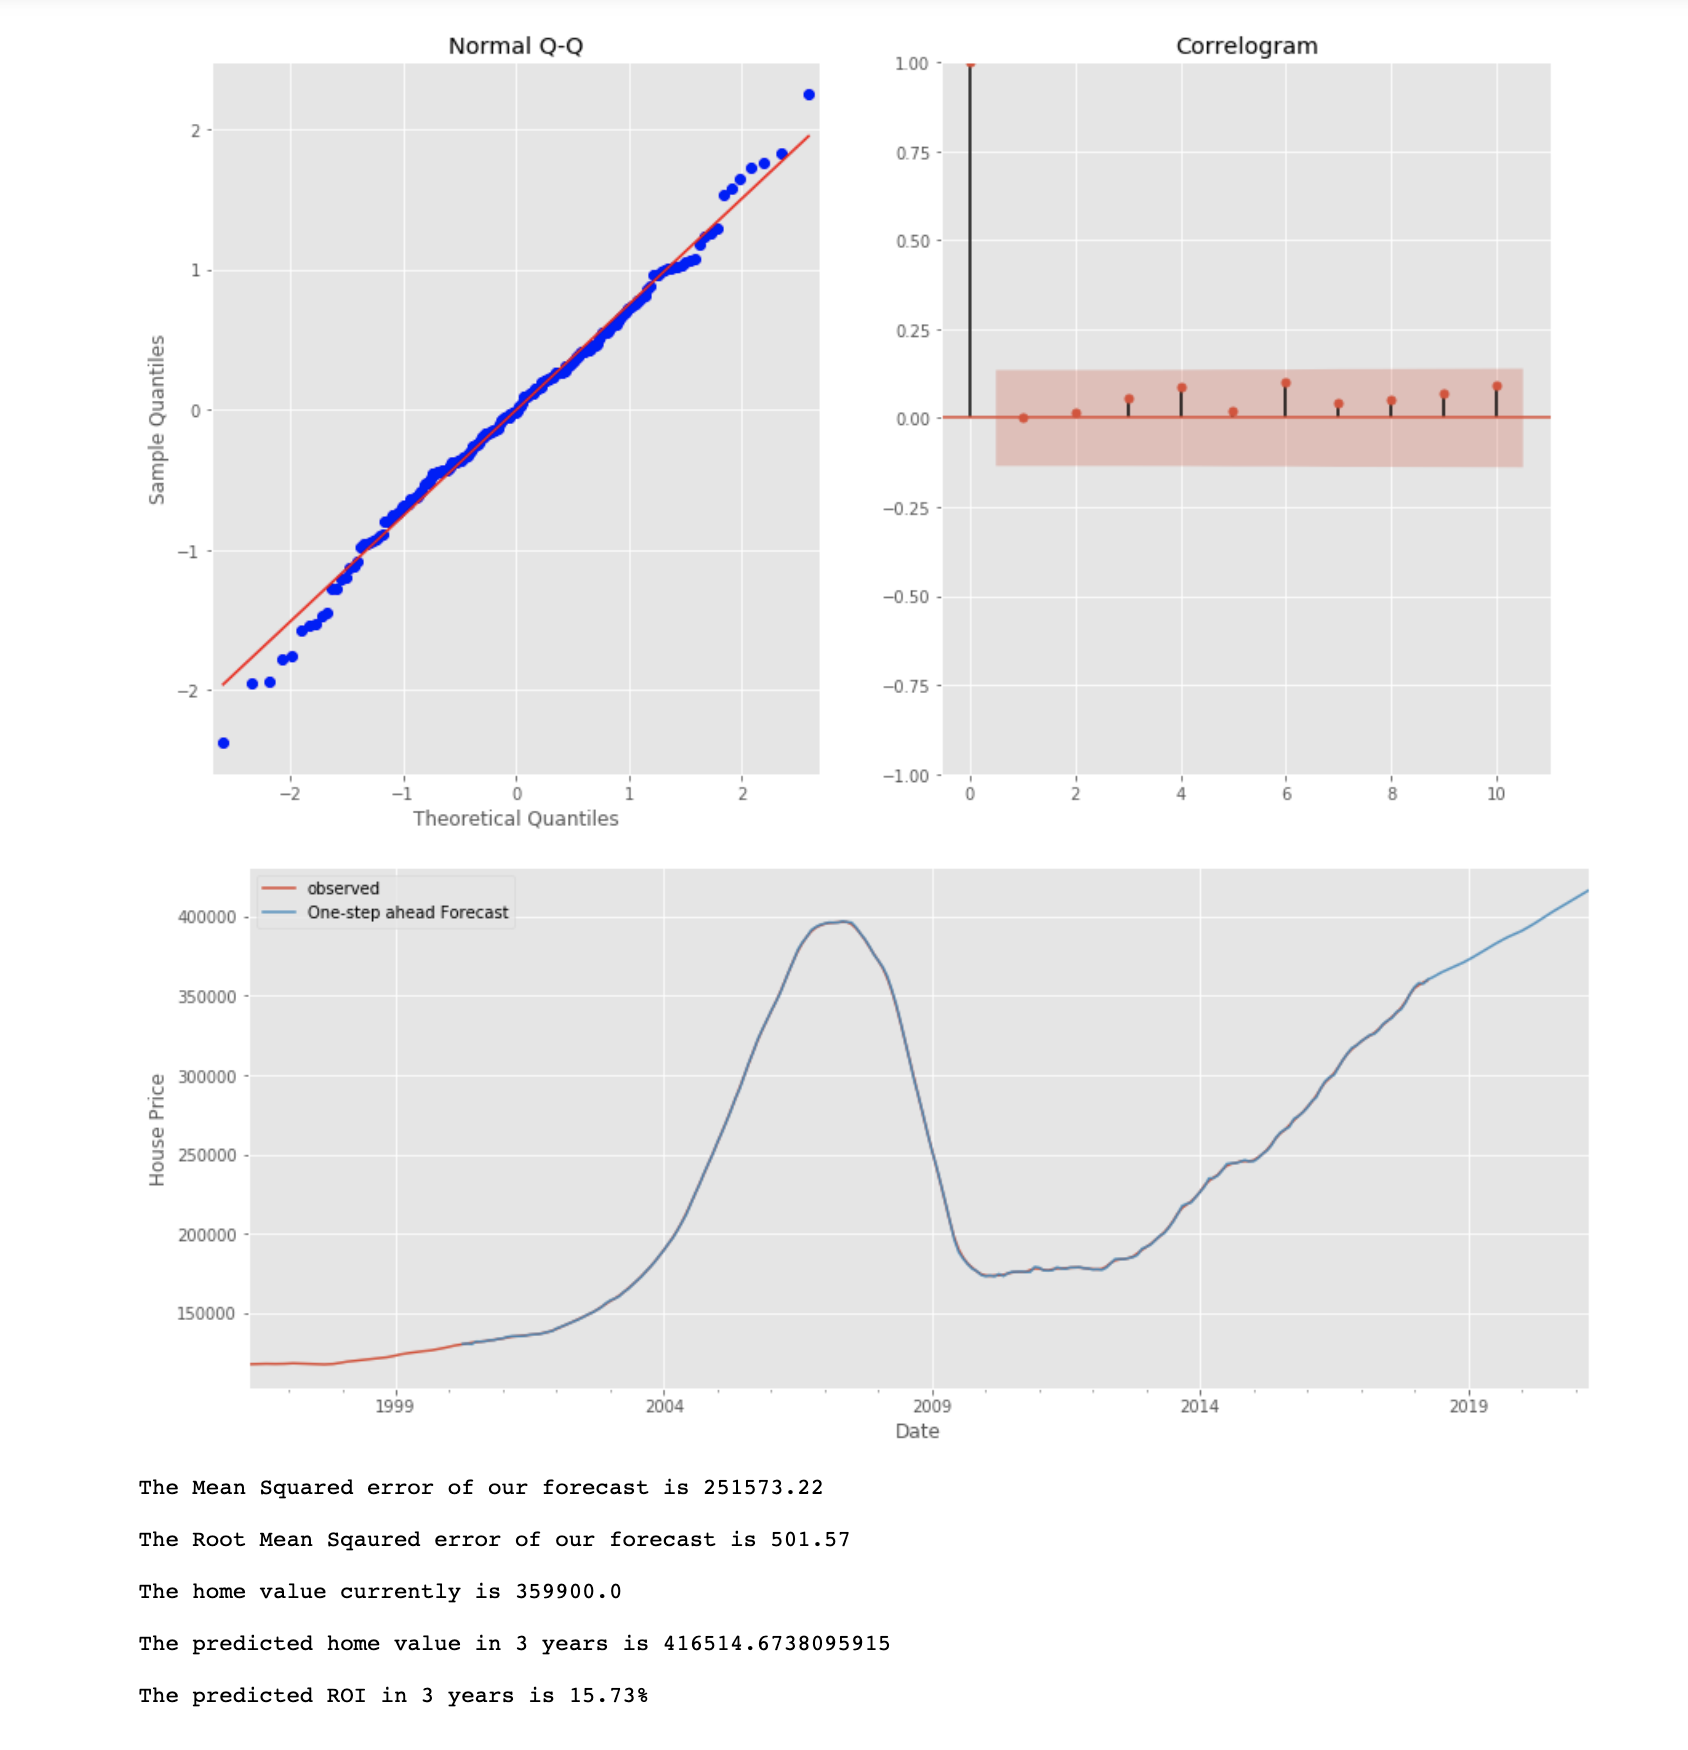 Normal Q-Q
2
1
0
−1
−2
Sample Quantiles
−2 −1 0 1 2
Theoretical Quantiles
Correlogram
1.00
0.75
0.50
0.25
0.00
−0.25
−0.50
−0.75
−1.00
0 2 4 6 8 10
observed
One-step ahead Forecast
400000
350000
300000
250000
200000
150000
House Price
1999 2004 2009 2014 2019
Date
The Mean Squared error of our forecast is 251573.22
The Root Mean Sqaured error of our forecast is 501.57
The home value currently is 359900.0
The predicted home value in 3 years is 416514.6738095915
The predicted ROI in 3 years is 15.73%